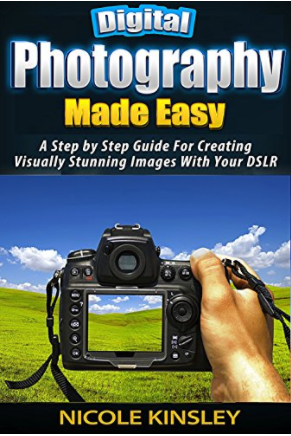 Digital
Photography
Made Easy
A Step by Step Guide For Creating
Visually Stunning Images With Your DSLR
NICOLE KINSLEY